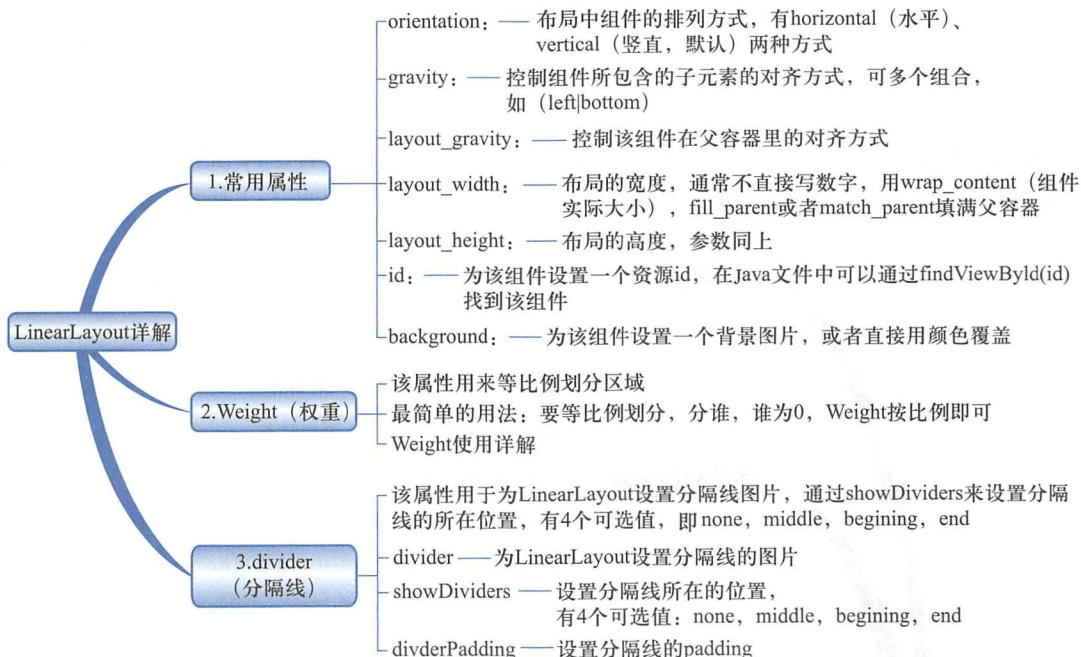 LinearLayout详解
1.常用属性
orientation：—— 布局中组件的排列方式，有horizontal（水平）、
vertical（竖直，默认）两种方式
gravity：—— 控制组件所包含的子元素的对齐方式，可多个组合，
如（left|bottom）
layout_gravity：—— 控制该组件在父容器里的对齐方式
layout_width：—— 布局的宽度，通常不直接写数字，用wrap_content（组件
实际大小），fill_parent或者match_parent填满父容器
layout_height：—— 布局的高度，参数同上
id：—— 为该组件设置一个资源id，在Java文件中可以通过findViewByld(id)
找到该组件
background：—— 为该组件设置一个背景图片，或者直接用颜色覆盖
2.Weight（权重）
该属性用来等比例划分区域
最简单的用法：要等比例划分，分谁，谁为0，Weight按比例即可
Weight使用详解
3.divider
（分隔线）
该属性用于为LinearLayout设置分隔线图片，通过showDividers来设置分隔
线的所在位置，有4个可选值，即none，middle，begining，end
divider —— 为LinearLayout设置分隔线的图片
showDividers —— 设置分隔线所在的位置，
有4个可选值：none，middle，begining，end
divderPadding —— 设置分隔线的padding